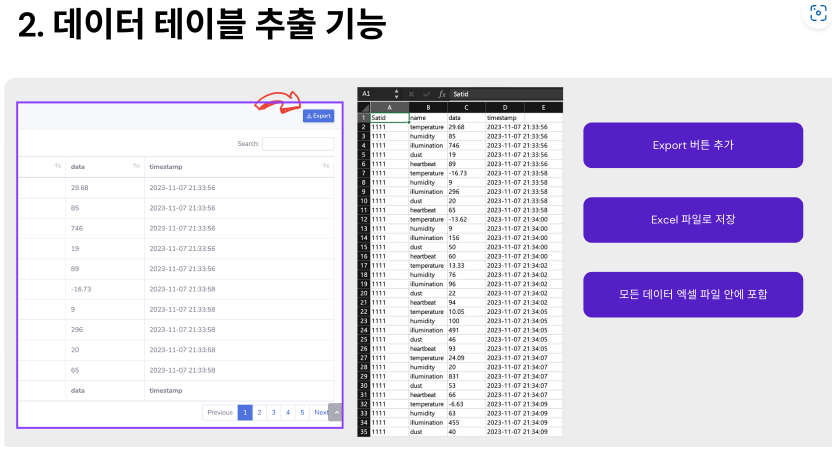 2. 데이터 테이블 추출 기능
Export
Search:
data timestamp
29.68 2023-11-07 21:33:56
85 2023-11-07 21:33:56
746 2023-11-07 21:33:56
19 2023-11-07 21:33:56
89 2023-11-07 21:33:56
-16.73 2023-11-07 21:33:58
9 2023-11-07 21:33:58
296 2023-11-07 21:33:58
20 2023-11-07 21:33:58
65 2023-11-07 21:33:58
data timestamp
Previous 1 2 3 4 5 Next
A1 fx Satid
A B C D E
1 Satid name data timestamp
2 1111 temperature 29.68 2023-11-07 21:33:56
3 1111 humidity 85 2023-11-07 21:33:56
4 1111 illumination 746 2023-11-07 21:33:56
5 1111 dust 19 2023-11-07 21:33:56
6 1111 heartbeat 89 2023-11-07 21:33:56
7 1111 temperature -16.73 2023-11-07 21:33:58
8 1111 humidity 9 2023-11-07 21:33:58
9 1111 illumination 296 2023-11-07 21:33:58
10 1111 dust 20 2023-11-07 21:33:58
11 1111 heartbeat 65 2023-11-07 21:33:58
12 1111 temperature -13.62 2023-11-07 21:34:00
13 1111 humidity 9 2023-11-07 21:34:00
14 1111 illumination 156 2023-11-07 21:34:00
15 1111 dust 50 2023-11-07 21:34:00
16 1111 heartbeat 60 2023-11-07 21:34:00
17 1111 temperature 13.33 2023-11-07 21:34:02
18 1111 humidity 76 2023-11-07 21:34:02
19 1111 illumination 96 2023-11-07 21:34:02
20 1111 dust 22 2023-11-07 21:34:02
21 1111 heartbeat 94 2023-11-07 21:34:02
22 1111 temperature 10.05 2023-11-07 21:34:05
23 1111 humidity 100 2023-11-07 21:34:05
24 1111 illumination 491 2023-11-07 21:34:05
25 1111 dust 46 2023-11-07 21:34:05
26 1111 heartbeat 93 2023-11-07 21:34:05
27 1111 temperature 24.09 2023-11-07 21:34:07
28 1111 humidity 20 2023-11-07 21:34:07
29 1111 illumination 831 2023-11-07 21:34:07
30 1111 dust 53 2023-11-07 21:34:07
31 1111 heartbeat 66 2023-11-07 21:34:07
32 1111 temperature -6.63 2023-11-07 21:34:09
33 1111 humidity 63 2023-11-07 21:34:09
34 1111 illumination 455 2023-11-07 21:34:09
35 1111 dust 40 2023-11-07 21:34:09
Export 버튼 추가
Excel 파일로 저장
모든 데이터 엑셀 파일 안에 포함